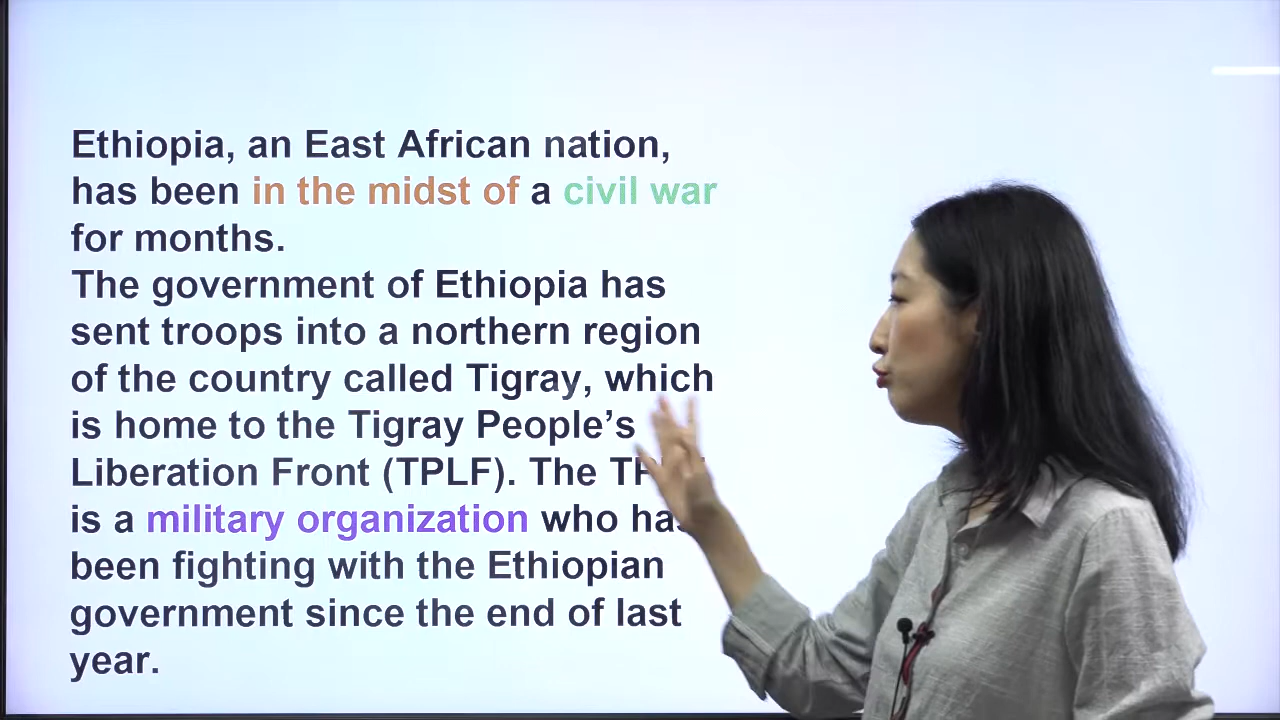 Ethiopia, an East African nation,
has been in the midst of a civil war
for months.
The government of Ethiopia has
sent troops into a northern region
of the country called Tigray, which
is home to the Tigray People’s
Liberation Front (TPLF). The
is a military organization who has
been fighting with the Ethiopian
government since the end of last
year.